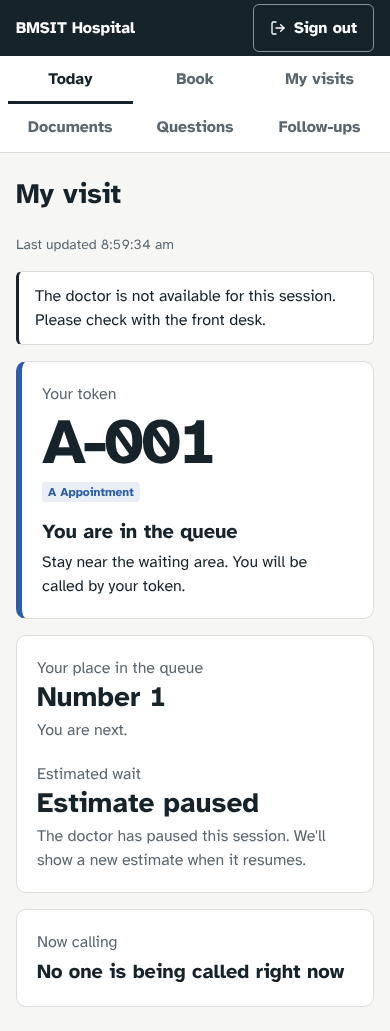 BMSIT Hospital
Sign out
Today
Book
My visits
Documents
Questions
Follow-ups
My visit
Last updated 8:59:34 am
The doctor is not available for this session.
Please check with the front desk.
Your token
A-001
A Appointment
You are in the queue
Stay near the waiting area. You will be
called by your token.
Your place in the queue
Number 1
You are next.
Estimated wait
Estimate paused
The doctor has paused this session. We'll
show a new estimate when it resumes.
Now calling
No one is being called right now